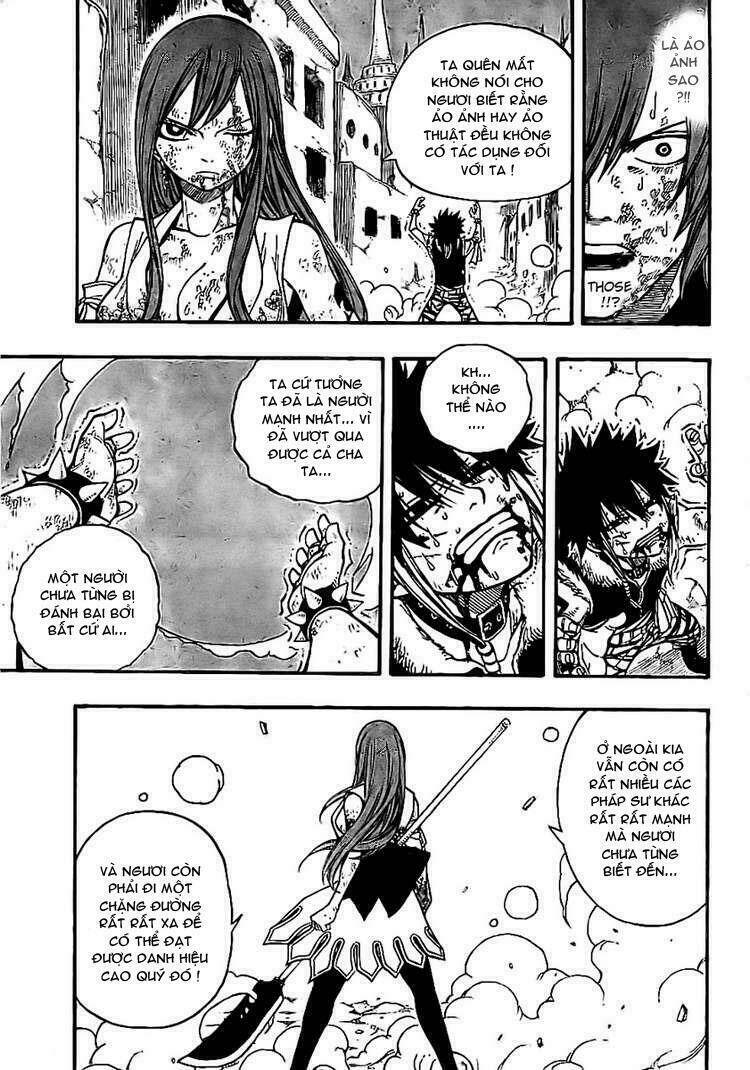 LÀ ẢO
ẢNH
SAO
?!!
THOSE
!!?
TA QUÊN MẤT
KHÔNG NÓI CHO
NGƯƠI BIẾT RẰNG
ẢO ẢNH HAY ẢO
THUẬT ĐỀU KHÔNG
CÓ TÁC DỤNG ĐỐI
VỚI TA !
KH...
KHÔNG
THỂ NÀO
....
TA CỨ TƯỞNG
TA ĐÃ LÀ NGƯỜI
MẠNH NHẤT... VÌ
ĐÃ VƯỢT QUA
ĐƯỢC CẢ CHA
TA...
MỘT NGƯỜI
CHƯA TỪNG BỊ
ĐÁNH BẠI BỞI
BẤT CỨ AI...
Ở NGOÀI KIA
VẪN CÒN CÓ
RẤT NHIỀU CÁC
PHÁP SƯ KHÁC
RẤT RẤT MẠNH
MÀ NGƯƠI
CHƯA TỪNG
BIẾT ĐẾN...
VÀ NGƯƠI CÒN
PHẢI ĐI MỘT
CHẶNG ĐƯỜNG
RẤT RẤT XA ĐỂ
CÓ THỂ ĐẠT
ĐƯỢC DANH HIỆU
CAO QUÝ ĐÓ !